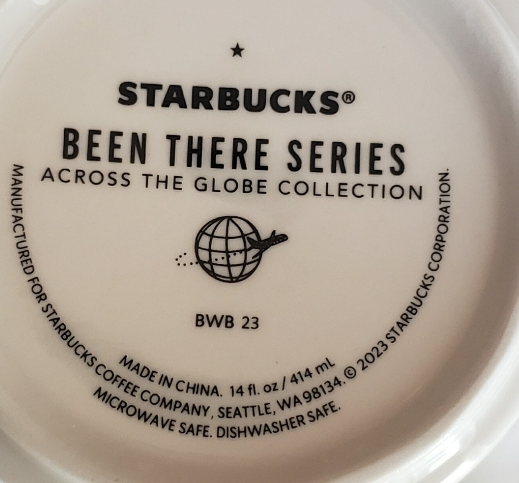 STARBUCKS®
BEEN THERE SERIES
ACROSS THE GLOBE COLLECTION
BWB 23
MADE IN CHINA. 14 fl. oz / 414 mL
MANUFACTURED FOR STARBUCKS COFFEE COMPANY, SEATTLE, WA 98134. © 2023 STARBUCKS CORPORATION.
MICROWAVE SAFE. DISHWASHER SAFE.